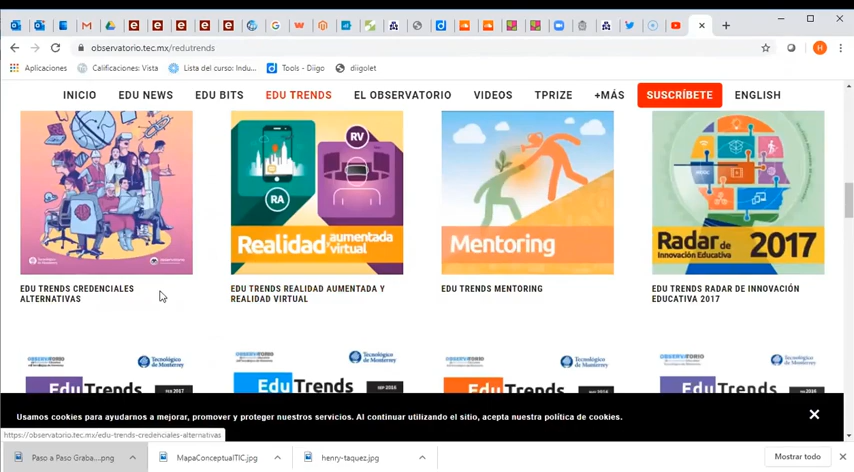 observatorio.tec.mx/redutrends
H
Aplicaciones
Calificaciones: Vista
Lista del curso: Indu...
Tools - Diigo
diigolet
INICIO
EDU NEWS
EDU BITS
EDU TRENDS
EL OBSERVATORIO
VIDEOS
TPRIZE
+MÁS
SUSCRÍBETE
ENGLISH
RA
RV
Realidad aumentada
virtual
Mentoring
Radar de
Innovación Educativa
2017
EDU TRENDS CREDENCIALES
ALTERNATIVAS
EDU TRENDS REALIDAD AUMENTADA Y
REALIDAD VIRTUAL
EDU TRENDS MENTORING
EDU TRENDS RADAR DE INNOVACIÓN
EDUCATIVA 2017
OBSERVATORIO
Tecnológico
de Monterrey
EduTrends
OBSERVATORIO
Tecnológico
de Monterrey
EduTrends
OBSERVATORIO
Tecnológico
de Monterrey
EduTrends
OBSERVATORIO
Tecnológico
de Monterrey
EduTrends
Usamos cookies para ayudarnos a mejorar, promover y proteger nuestros servicios. Al continuar utilizando el sitio, acepta nuestra política de cookies.
https://observatorio.tec.mx/edu-trends-credenciales-alternativas
Paso a Paso Graba....png
MapaConceptualTIC.jpg
henry-taquez.jpg
Mostrar todo